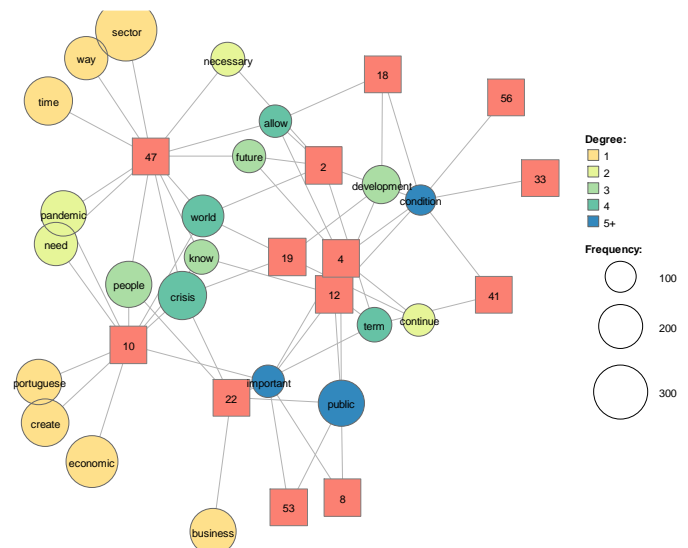 sector
way
necessary
18
56
time
allow
47
future
2
33
development
condition
pandemic
world
need
know
19
4
people
crisis
12
41
term
continue
10
portuguese
important
22
public
create
economic
53
8
business
Degree:
1
2
3
4
5+
Frequency:
100
200
300